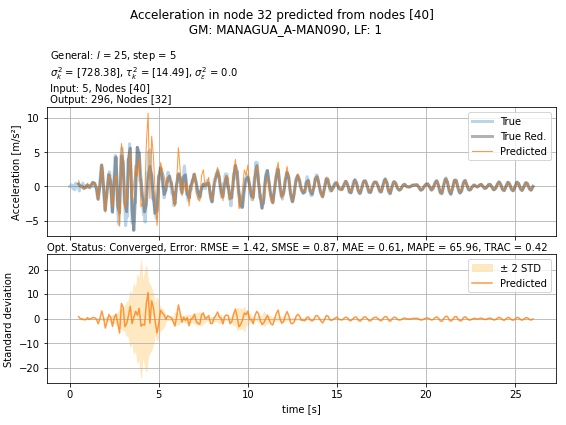 Acceleration in node 32 predicted from nodes [40]
GM: MANAGUA_A-MAN090, LF: 1
General: l = 25, step = 5
σ²ₖ = [728.38], τ²ₖ = [14.49], σ²ε = 0.0
Input: 5, Nodes [40]
Output: 296, Nodes [32]
Acceleration [m/s²]
10
5
0
−5
True
True Red.
Predicted
Opt. Status: Converged, Error: RMSE = 1.42, SMSE = 0.87, MAE = 0.61, MAPE = 65.96, TRAC = 0.42
Standard deviation
20
10
0
−10
−20
± 2 STD
Predicted
0 5 10 15 20 25
time [s]